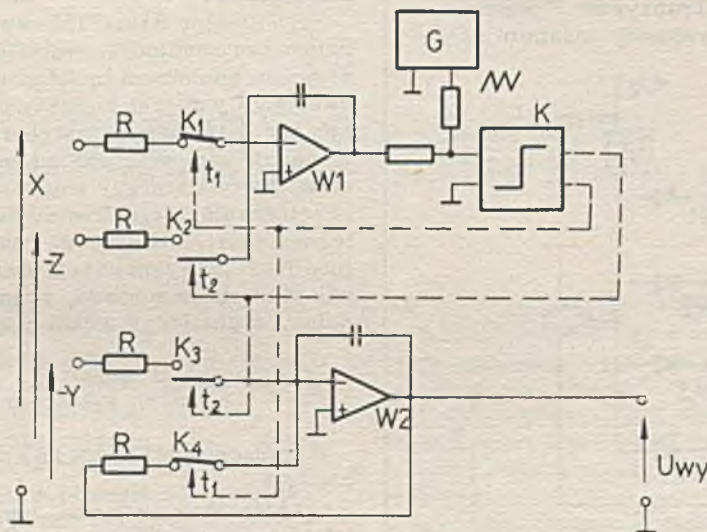 G
R K₁ K
X t₁ W1
R K₂
-Z t₂
R K₃
-Y t₂ W2
R K₄
t₁ Uwy